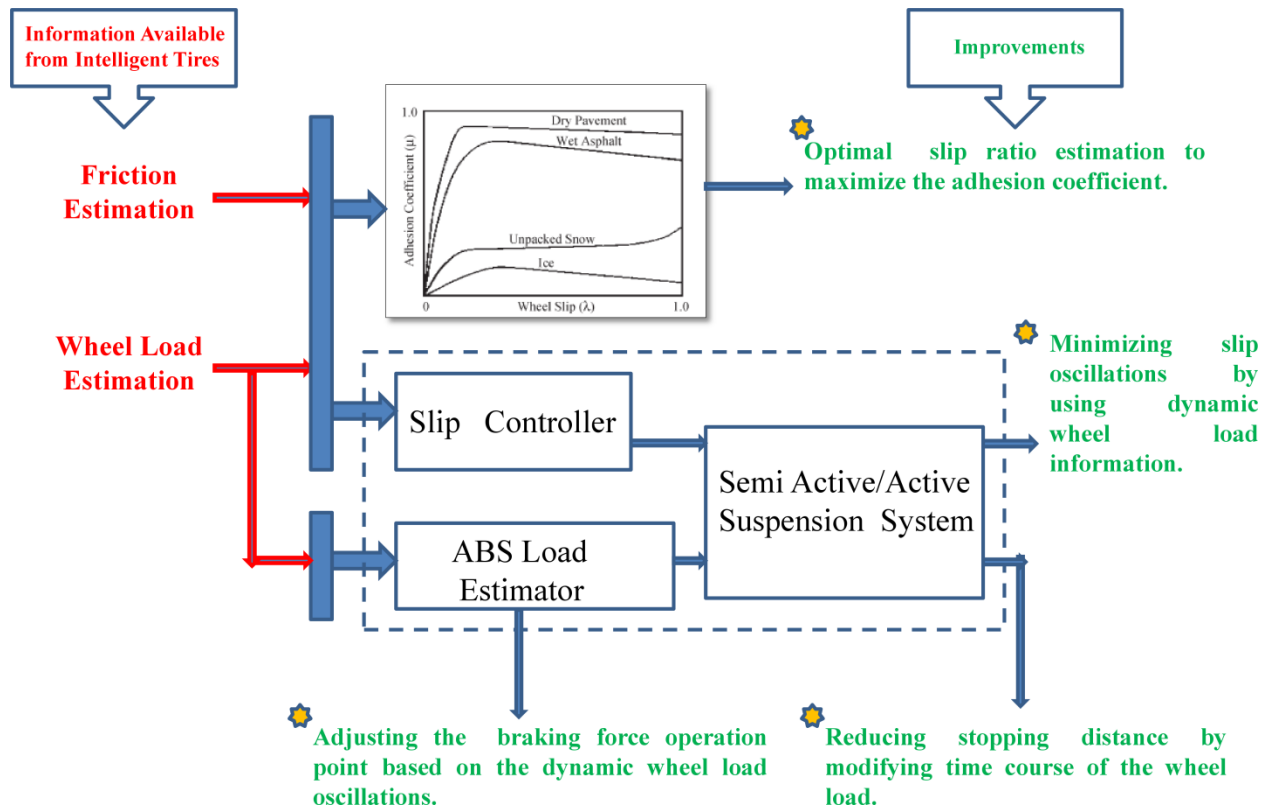 Information Available
from Intelligent Tires
Improvements
Friction
Estimation
1.0
Adhesion Coefficient (μ)
Dry Pavement
Wet Asphalt
Unpacked Snow
Ice
0
Wheel Slip (λ)
1.0
Optimal slip ratio estimation to
maximize the adhesion coefficient.
Wheel Load
Estimation
Slip Controller
ABS Load
Estimator
Semi Active/Active
Suspension System
Minimizing slip
oscillations by
using dynamic
wheel load
information.
Adjusting the braking force operation
point based on the dynamic wheel load
oscillations.
Reducing stopping distance by
modifying time course of the wheel
load.